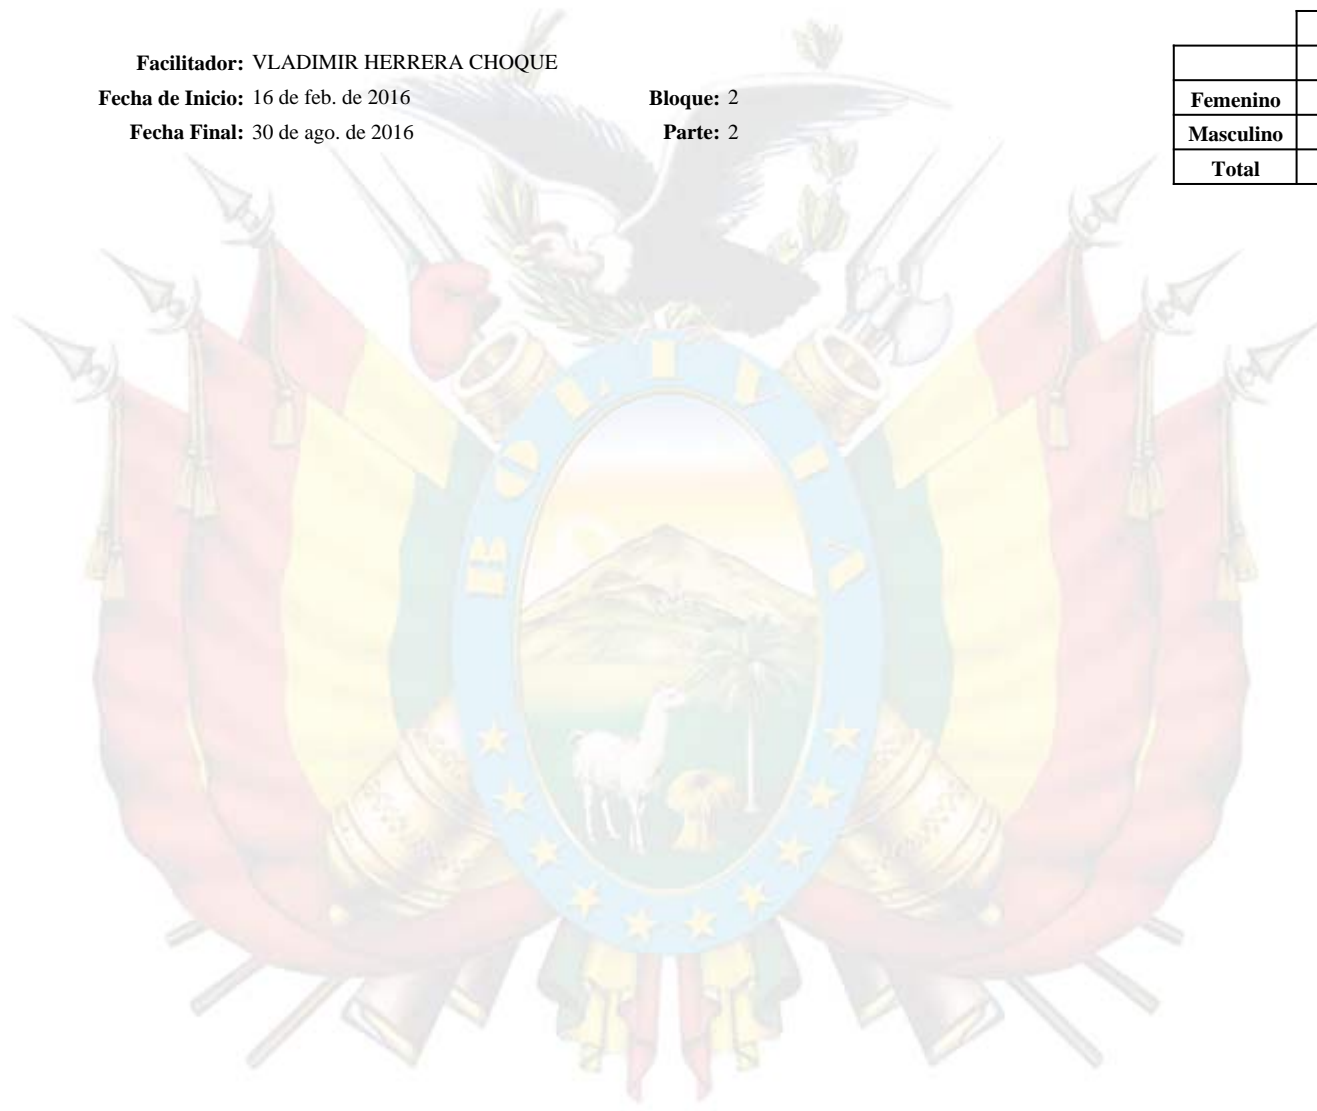 Facilitador: VLADIMIR HERRERA CHOQUE
Fecha de Inicio: 16 de feb. de 2016 Bloque: 2
Fecha Final: 30 de ago. de 2016 Parte: 2
Femenino
Masculino
Total
BOLIVIA